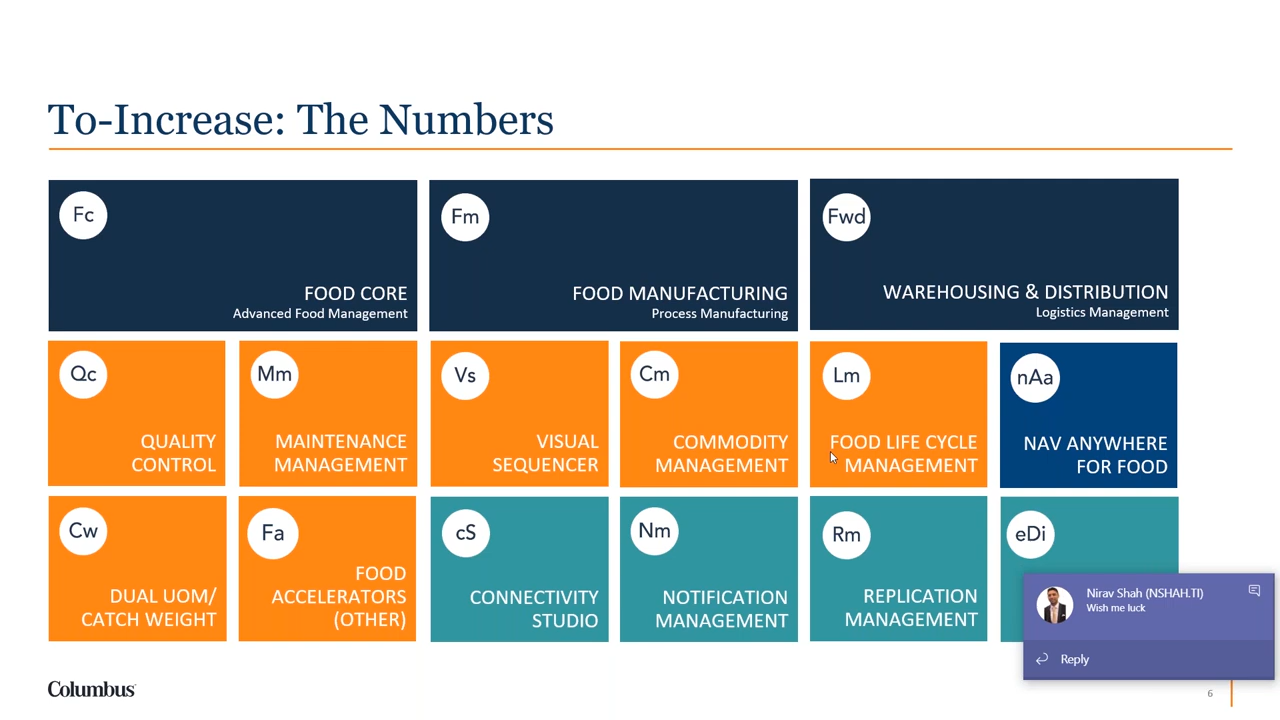 To-Increase: The Numbers
Fc
FOOD CORE
Advanced Food Management
Fm
FOOD MANUFACTURING
Process Manufacturing
Fwd
WAREHOUSING & DISTRIBUTION
Logistics Management
Qc
QUALITY
CONTROL
Mm
MAINTENANCE
MANAGEMENT
Vs
VISUAL
SEQUENCER
Cm
COMMODITY
MANAGEMENT
Lm
FOOD LIFE CYCLE
MANAGEMENT
nAa
NAV ANYWHERE
FOR FOOD
Cw
DUAL UOM/
CATCH WEIGHT
Fa
FOOD
ACCELERATORS
(OTHER)
cS
CONNECTIVITY
STUDIO
Nm
NOTIFICATION
MANAGEMENT
Rm
REPLICATION
MANAGEMENT
eDi
Nirav Shah (NSHAH.TI)
Wish me luck
Reply
Columbus
6